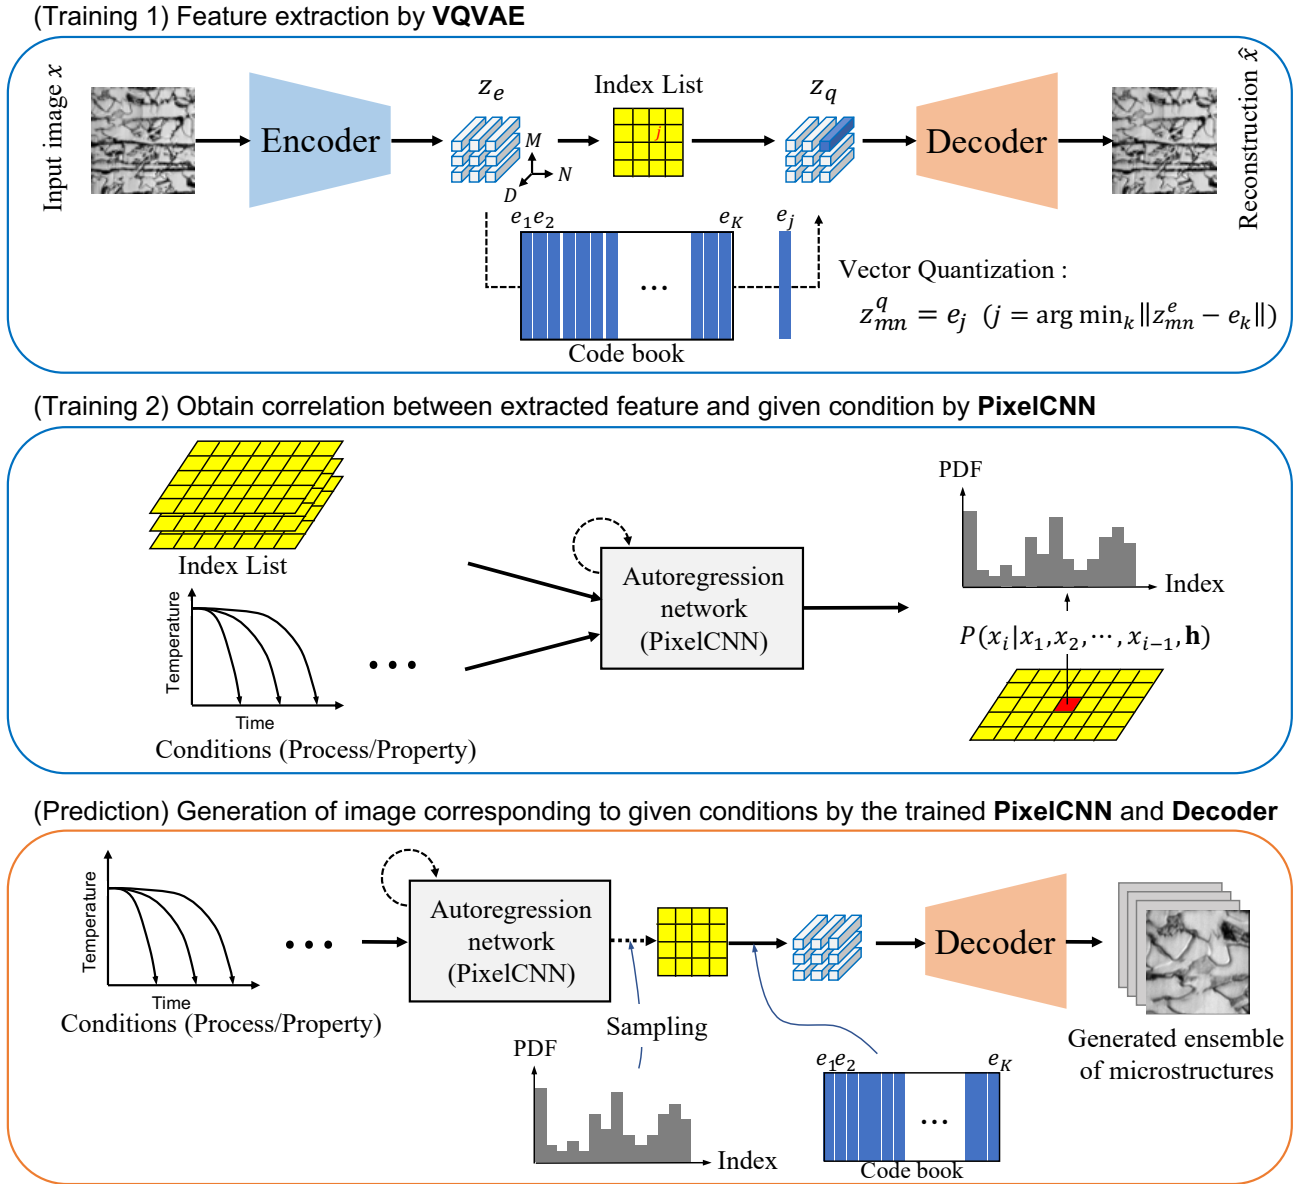 (Training 1) Feature extraction by VQVAE
Input image x
Encoder
z_e
M
N
D
Index List
j
z_q
Decoder
Reconstruction x̂
e_1 e_2
e_K
e_j
...
Code book
Vector Quantization :
z^q_{mn} = e_j (j = arg min_k ‖z^e_{mn} − e_k‖)
(Training 2) Obtain correlation between extracted feature and given condition by PixelCNN
Index List
Temperature
Time
...
Conditions (Process/Property)
Autoregression
network
(PixelCNN)
PDF
Index
P(x_i|x_1, x_2, ⋯, x_{i−1}, h)
(Prediction) Generation of image corresponding to given conditions by the trained PixelCNN and Decoder
Temperature
Time
...
Conditions (Process/Property)
Autoregression
network
(PixelCNN)
Sampling
PDF
Index
e_1 e_2
e_K
...
Code book
Decoder
Generated ensemble
of microstructures